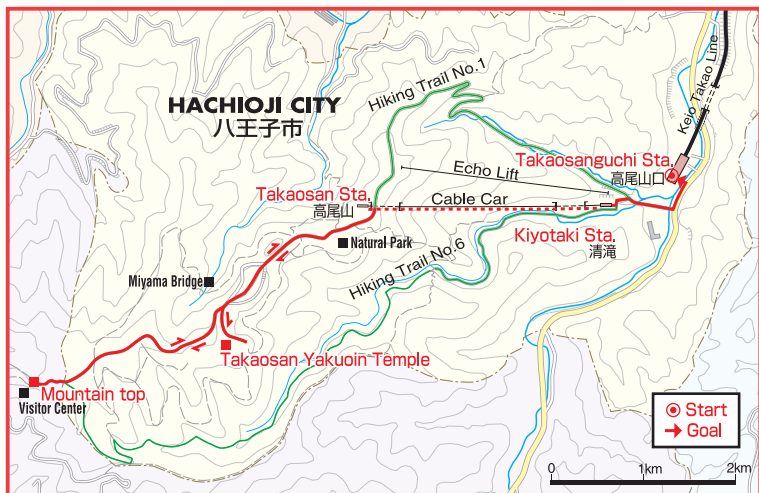 HACHIOJI CITY
八王子市
Hiking Trail No.1
Keio Takao Line
Takaosanguchi Sta.
高尾山口
Echo Lift
Takaosan Sta.
高尾山
Cable Car
Kiyotaki Sta.
清滝
Natural Park
Hiking Trail No.6
Miyama Bridge
Takaosan Yakuoin Temple
Mountain top
Visitor Center
Start
Goal
0 1km 2km